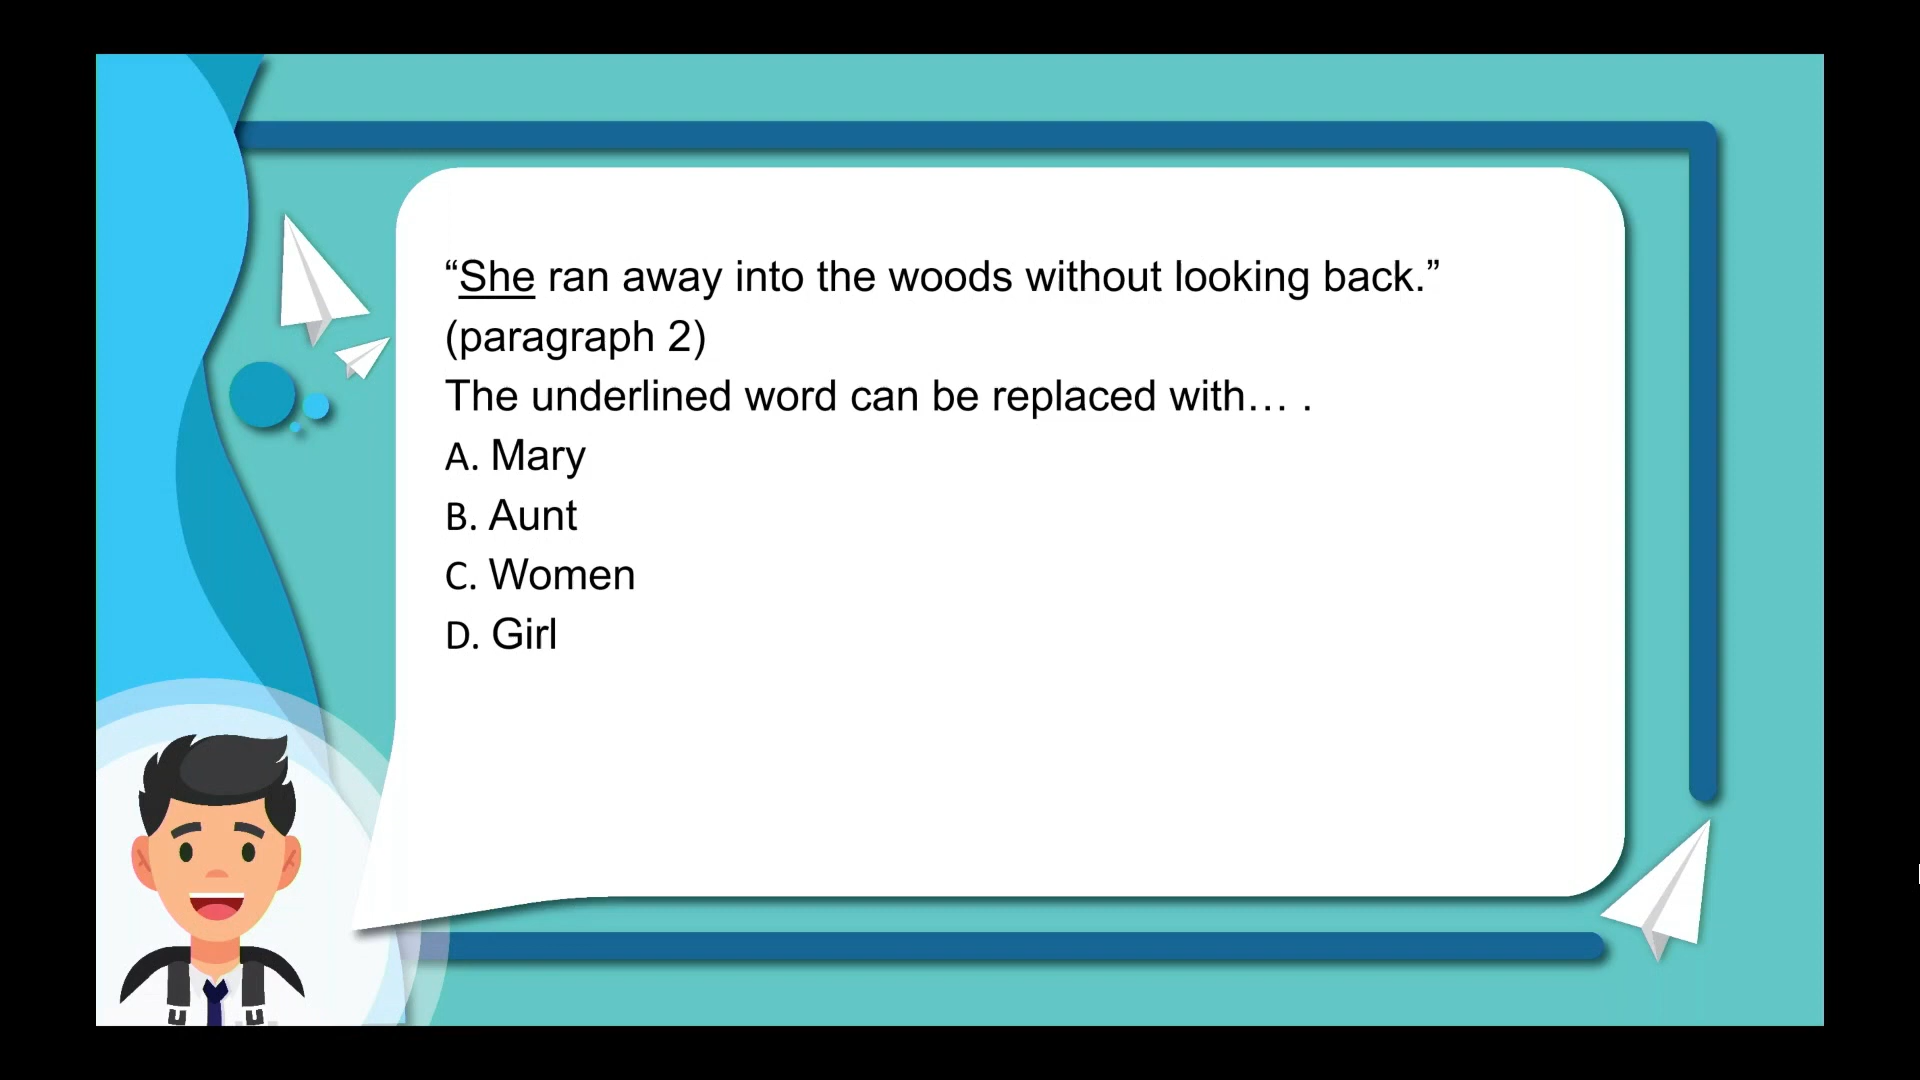 “She ran away into the woods without looking back.”
(paragraph 2)
The underlined word can be replaced with… .
A. Mary
B. Aunt
C. Women
D. Girl